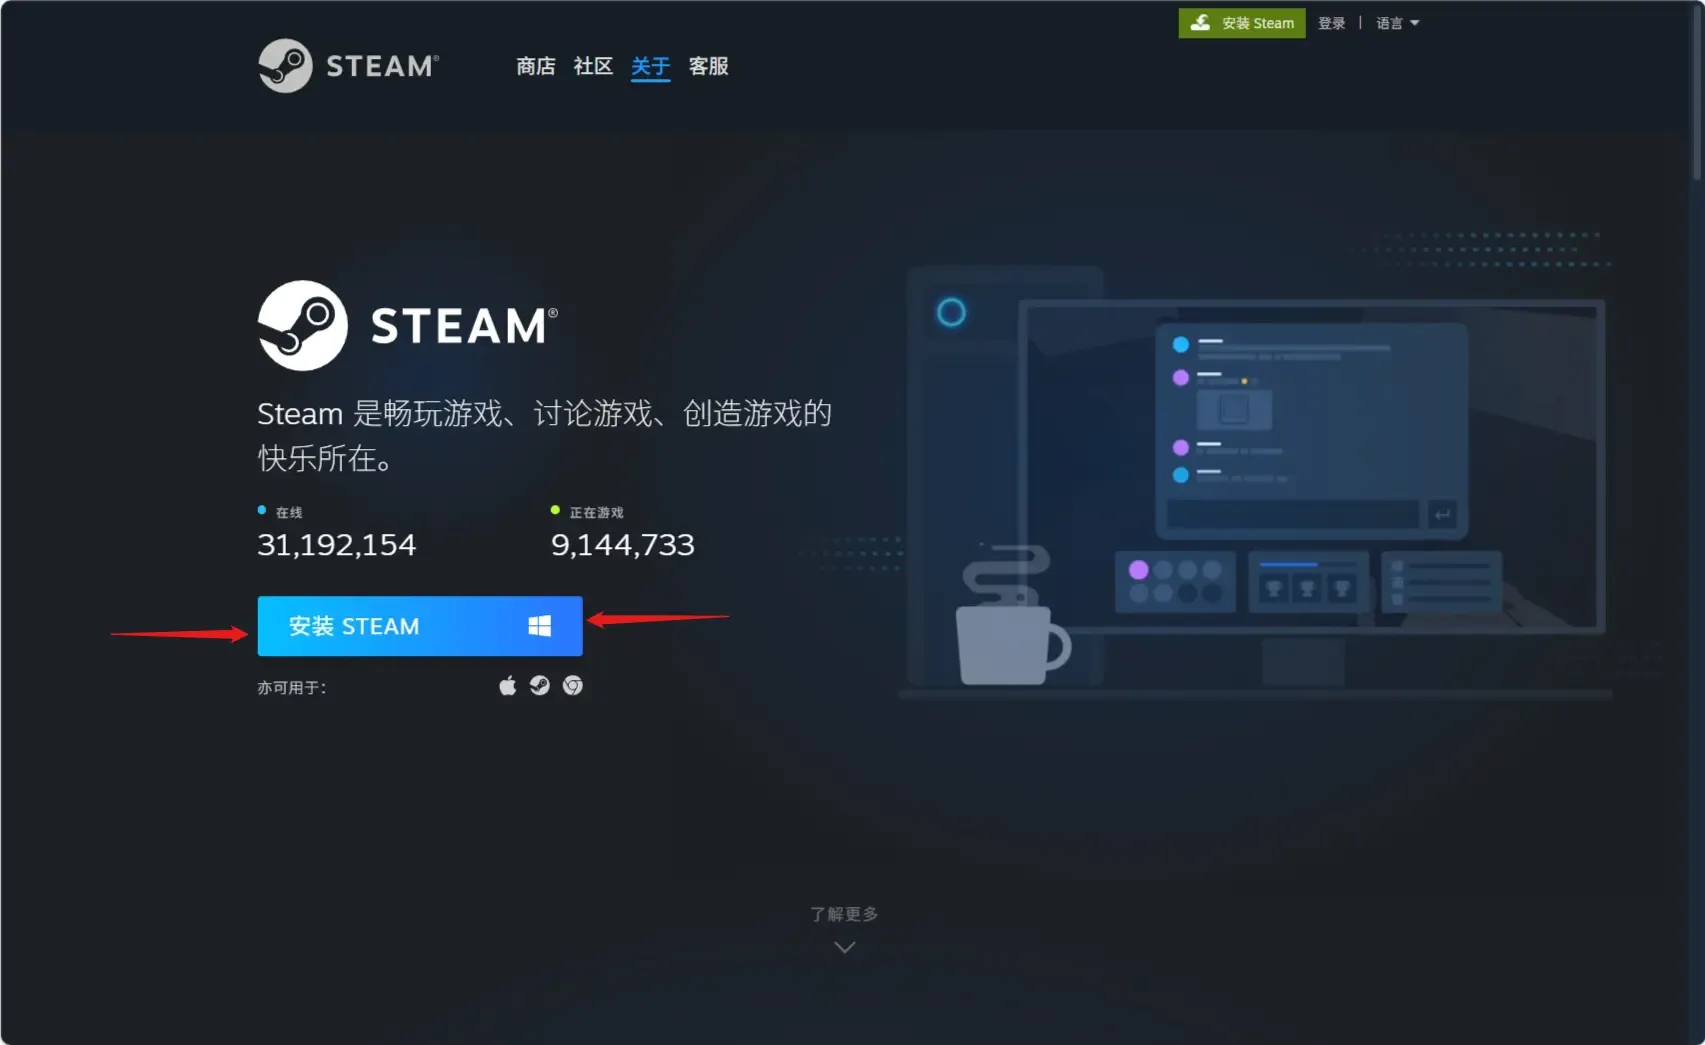 安装 Steam
登录 | 语言
STEAM®
商店 社区 关于 客服
STEAM®
Steam 是畅玩游戏、讨论游戏、创造游戏的
快乐所在。
在线 正在游戏
31,192,154 9,144,733
安装 STEAM
亦可用于：
了解更多